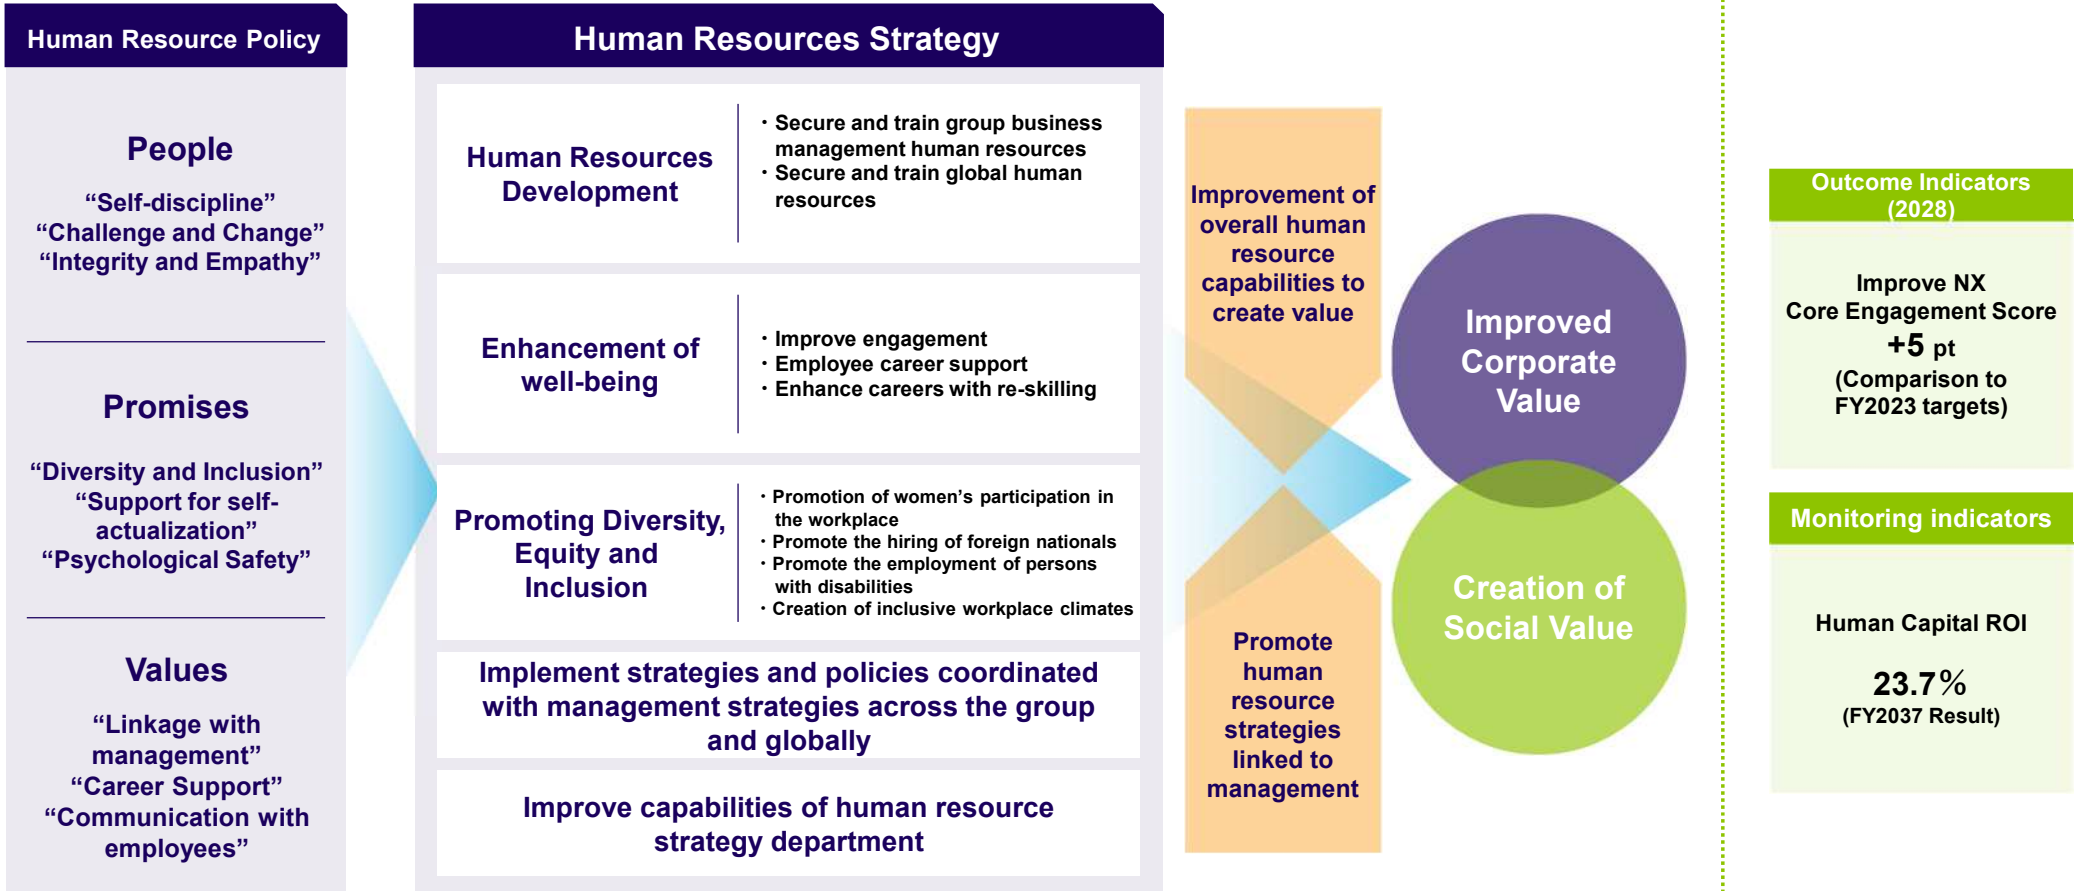 Human Resource Policy
People
“Self-discipline”
“Challenge and Change”
“Integrity and Empathy”
Promises
“Diversity and Inclusion”
“Support for self-
actualization”
“Psychological Safety”
Values
“Linkage with
management”
“Career Support”
“Communication with
employees”
Human Resources Strategy
Human Resources
Development
・Secure and train group business
management human resources
・Secure and train global human
resources
Enhancement of
well-being
・Improve engagement
・Employee career support
・Enhance careers with re-skilling
Promoting Diversity,
Equity and
Inclusion
・Promotion of women’s participation in
the workplace
・Promote the hiring of foreign nationals
・Promote the employment of persons
with disabilities
・Creation of inclusive workplace climates
Implement strategies and policies coordinated
with management strategies across the group
and globally
Improve capabilities of human resource
strategy department
Improvement of
overall human
resource
capabilities to
create value
Promote
human
resource
strategies
linked to
management
Improved
Corporate
Value
Creation of
Social Value
Outcome Indicators
(2028)
Improve NX
Core Engagement Score
+5 pt
(Comparison to
FY2023 targets)
Monitoring indicators
Human Capital ROI
23.7%
(FY2037 Result)